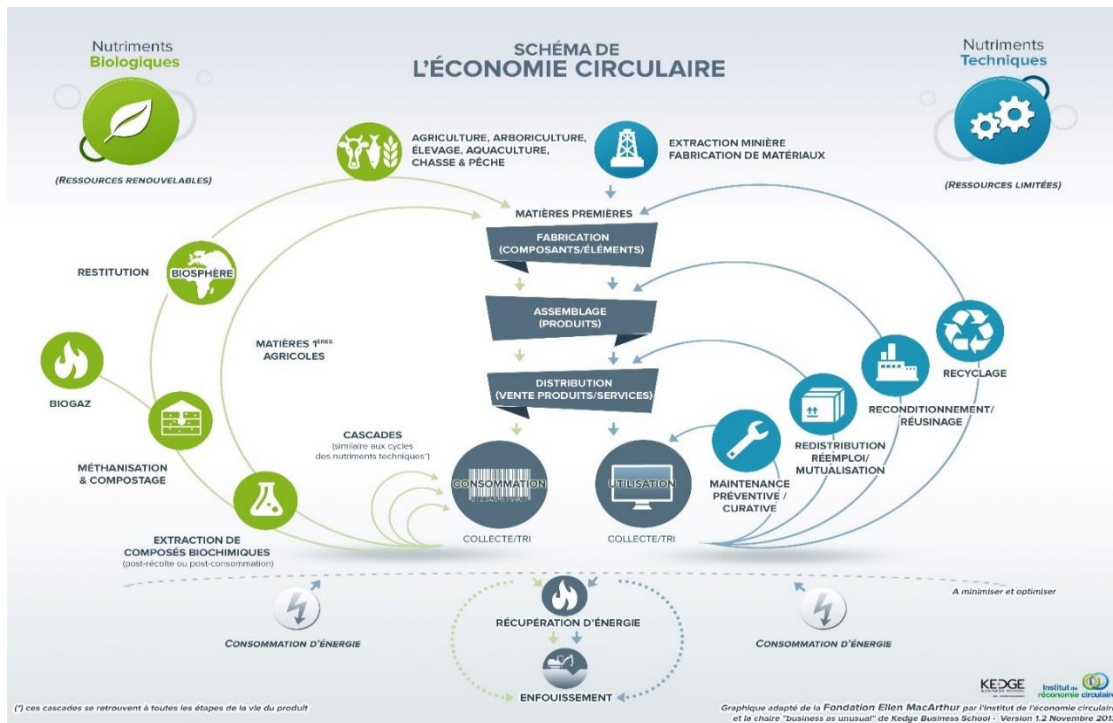 SCHÉMA DE
L'ÉCONOMIE CIRCULAIRE
Nutriments
Biologiques
(RESSOURCES RENOUVELABLES)
Nutriments
Techniques
(RESSOURCES LIMITÉES)
AGRICULTURE, ARBORICULTURE,
ÉLEVAGE, AQUACULTURE,
CHASSE & PÊCHE
EXTRACTION MINIÈRE
FABRICATION DE MATÉRIAUX
MATIÈRES PREMIÈRES
FABRICATION
(COMPOSANTS/ÉLÉMENTS)
RESTITUTION
BIOSPHÈRE
ASSEMBLAGE
(PRODUITS)
MATIÈRES 1ÈRES
AGRICOLES
RECYCLAGE
BIOGAZ
DISTRIBUTION
(VENTE PRODUITS/SERVICES)
RECONDITIONNEMENT/
RÉUSINAGE
CASCADES
(similaire aux cycles
des nutriments techniques*)
REDISTRIBUTION
RÉEMPLOI/
MUTUALISATION
MÉTHANISATION
& COMPOSTAGE
CONSOMMATION
UTILISATION
MAINTENANCE
PRÉVENTIVE /
CURATIVE
EXTRACTION DE
COMPOSÉS BIOCHIMIQUES
(post-récolte ou post-consommation)
COLLECTE/TRI
COLLECTE/TRI
A minimiser et optimiser
CONSOMMATION D'ÉNERGIE
RÉCUPÉRATION D'ÉNERGIE
CONSOMMATION D'ÉNERGIE
ENFOUISSEMENT
KEDGE
BUSINESS SCHOOL
Institut de
l'économie circulaire
(*) ces cascades se retrouvent à toutes les étapes de la vie du produit
Graphique adapté de la Fondation Ellen MacArthur par l'institut de l'économie circulair
et la chaire "business as unusual" de Kedge Business School - Version 1.2 Novembre 201